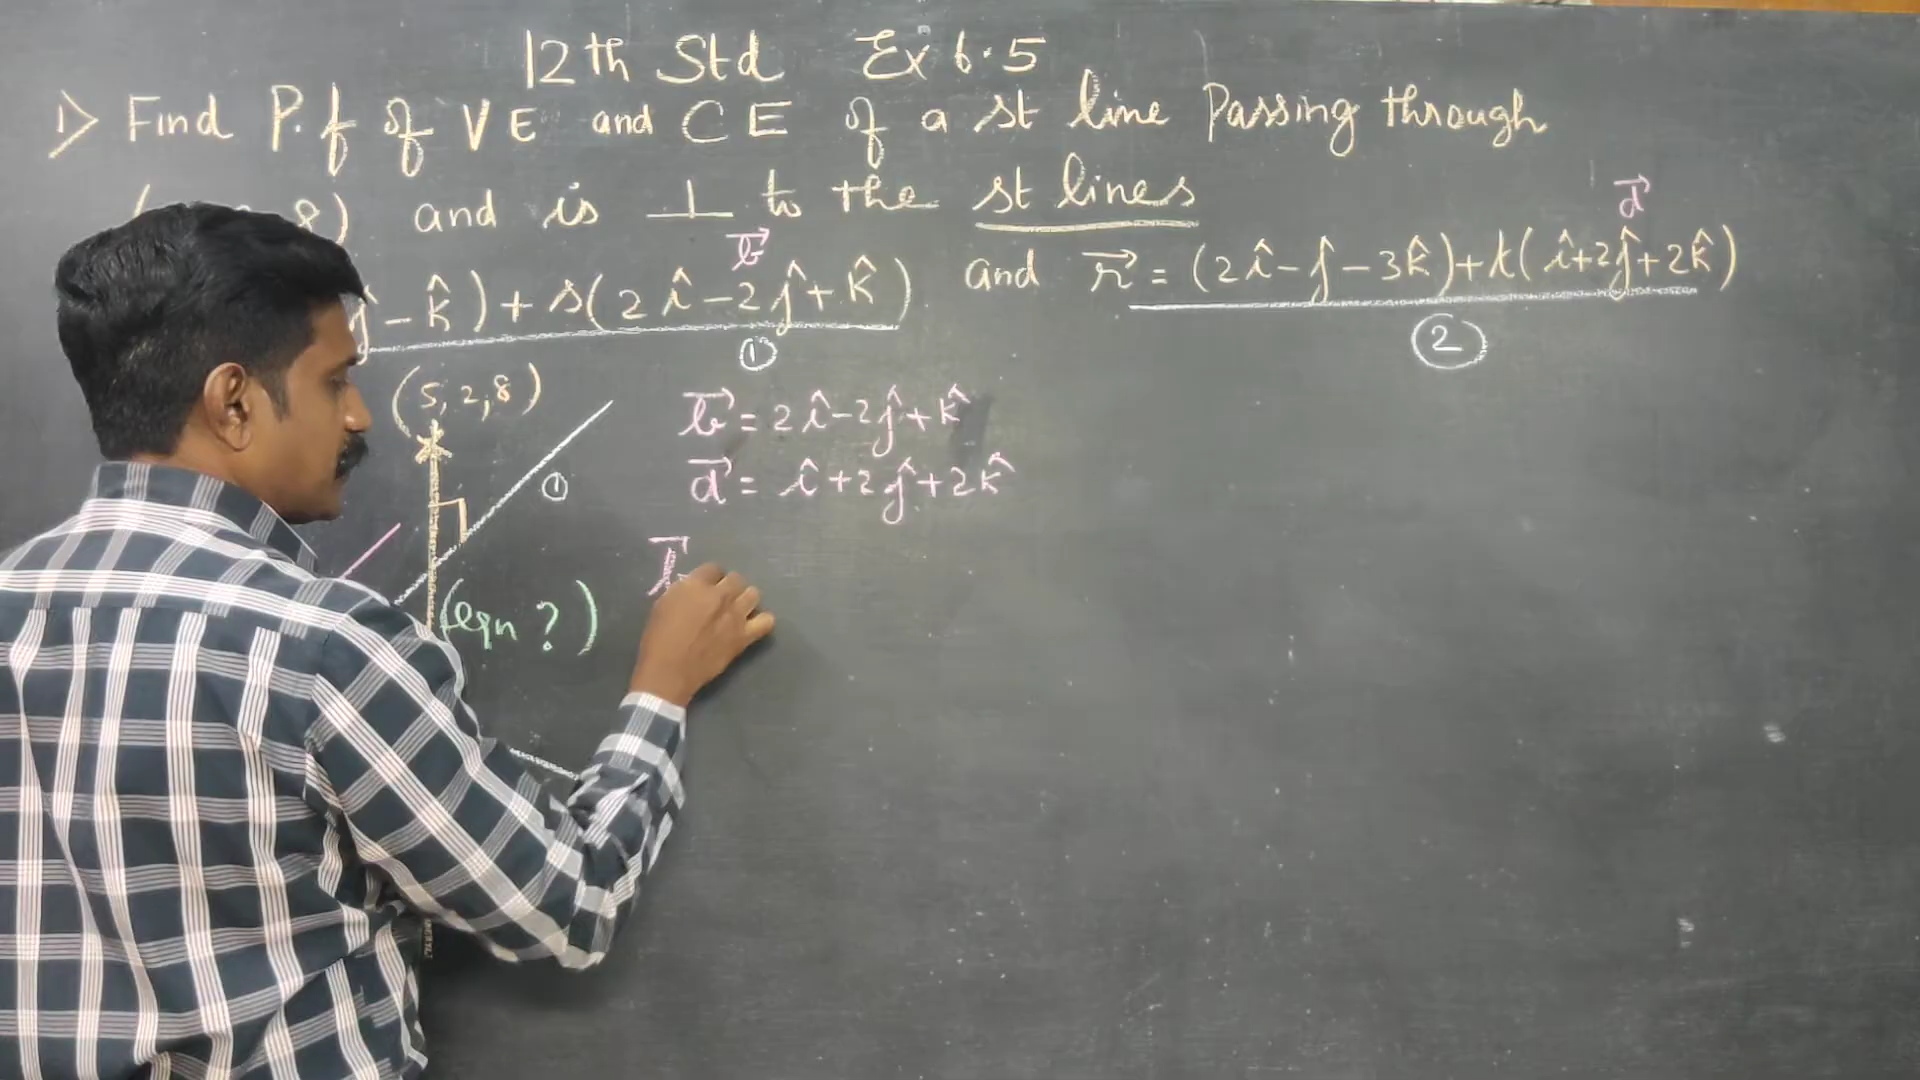 12th Std Ex 6.5
1) Find P.f of VE and CE of a st line Passing through
8) and is ⊥ to the st lines
b⃗
d⃗
ĵ - k̂) + s(2î - 2ĵ + k̂) and r⃗ = (2î - ĵ - 3k̂) + t(î + 2ĵ + 2k̂)
①
②
(5, 2, 8)
①
b⃗ = 2î - 2ĵ + k̂
d⃗ = î + 2ĵ + 2k̂
(eqn ?)